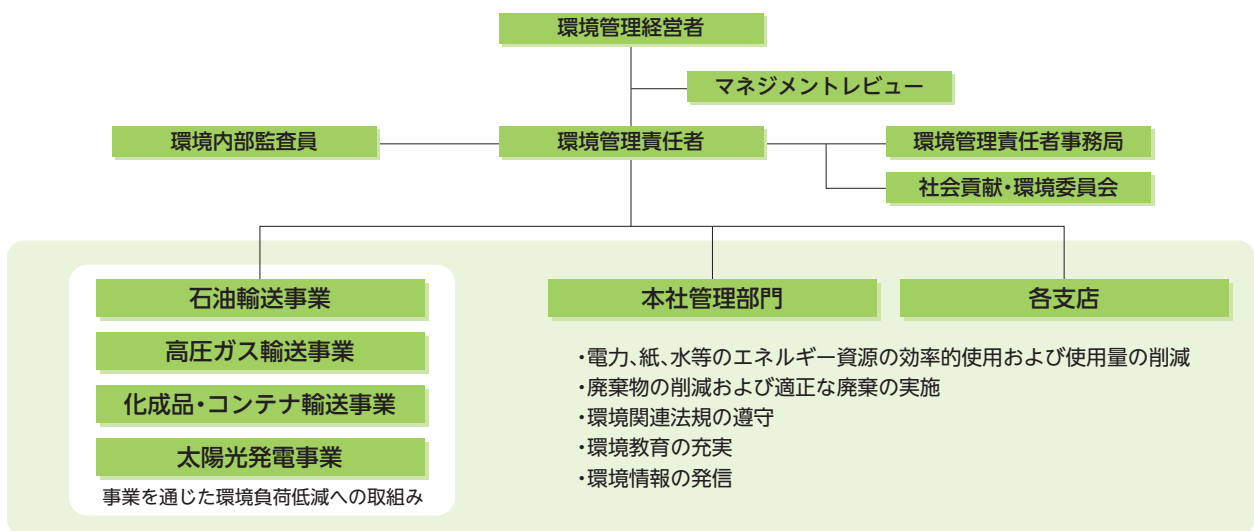 環境管理経営者
マネジメントレビュー
環境内部監査員
環境管理責任者
環境管理責任者事務局
社会貢献・環境委員会
石油輸送事業
高圧ガス輸送事業
化成品・コンテナ輸送事業
太陽光発電事業
事業を通じた環境負荷低減への取組み
本社管理部門
各支店
・電力、紙、水等のエネルギー資源の効率的使用および使用量の削減
・廃棄物の削減および適正な廃棄の実施
・環境関連法規の遵守
・環境教育の充実
・環境情報の発信